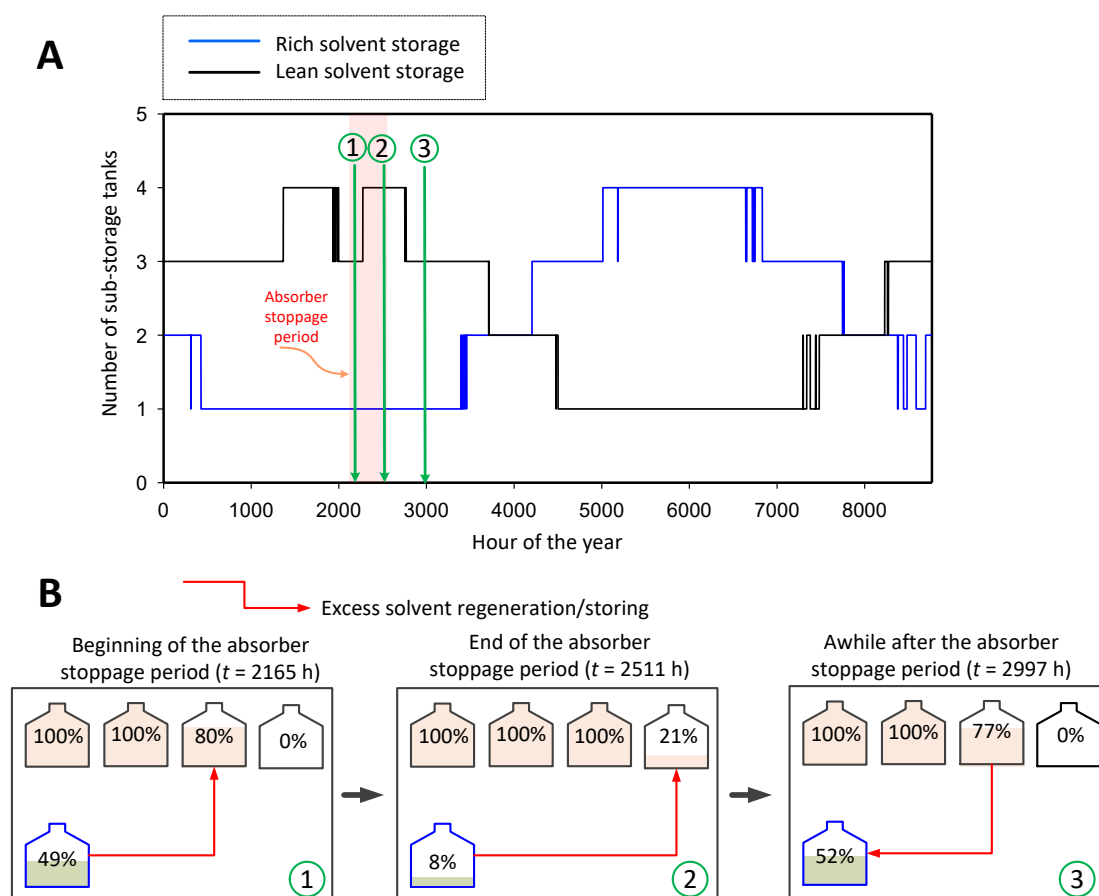 A
Rich solvent storage
Lean solvent storage
Number of sub-storage tanks
5
4
3
2
1
0
1
2
3
Absorber
stoppage
period
0
1000
2000
3000
4000
5000
6000
7000
8000
Hour of the year
B
Excess solvent regeneration/storing
Beginning of the absorber
stoppage period (t = 2165 h)
100%
100%
80%
0%
49%
1
End of the absorber
stoppage period (t = 2511 h)
100%
100%
100%
21%
8%
2
Awhile after the absorber
stoppage period (t = 2997 h)
100%
100%
77%
0%
52%
3